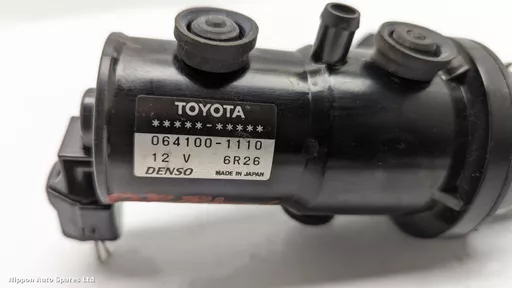 TOYOTA
*****-*****
064100-1110
12 V 6R26
DENSO MADE IN JAPAN
Nippon Auto Spares Ltd